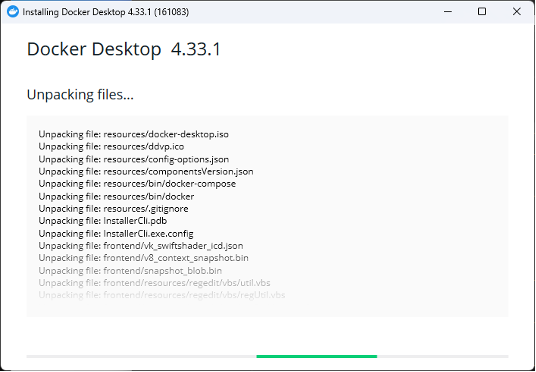 Installing Docker Desktop 4.33.1 (161083)
Docker Desktop 4.33.1
Unpacking files...
Unpacking file: resources/docker-desktop.iso
Unpacking file: resources/ddvp.ico
Unpacking file: resources/config-options.json
Unpacking file: resources/componentsVersion.json
Unpacking file: resources/bin/docker-compose
Unpacking file: resources/bin/docker
Unpacking file: resources/.gitignore
Unpacking file: InstallerCli.pdb
Unpacking file: InstallerCli.exe.config
Unpacking file: frontend/vk_swiftshader_icd.json
Unpacking file: frontend/v8_context_snapshot.bin
Unpacking file: frontend/snapshot_blob.bin
Unpacking file: frontend/resources/regedit/vbs/util.vbs
Unpacking file: frontend/resources/regedit/vbs/regUtil.vbs